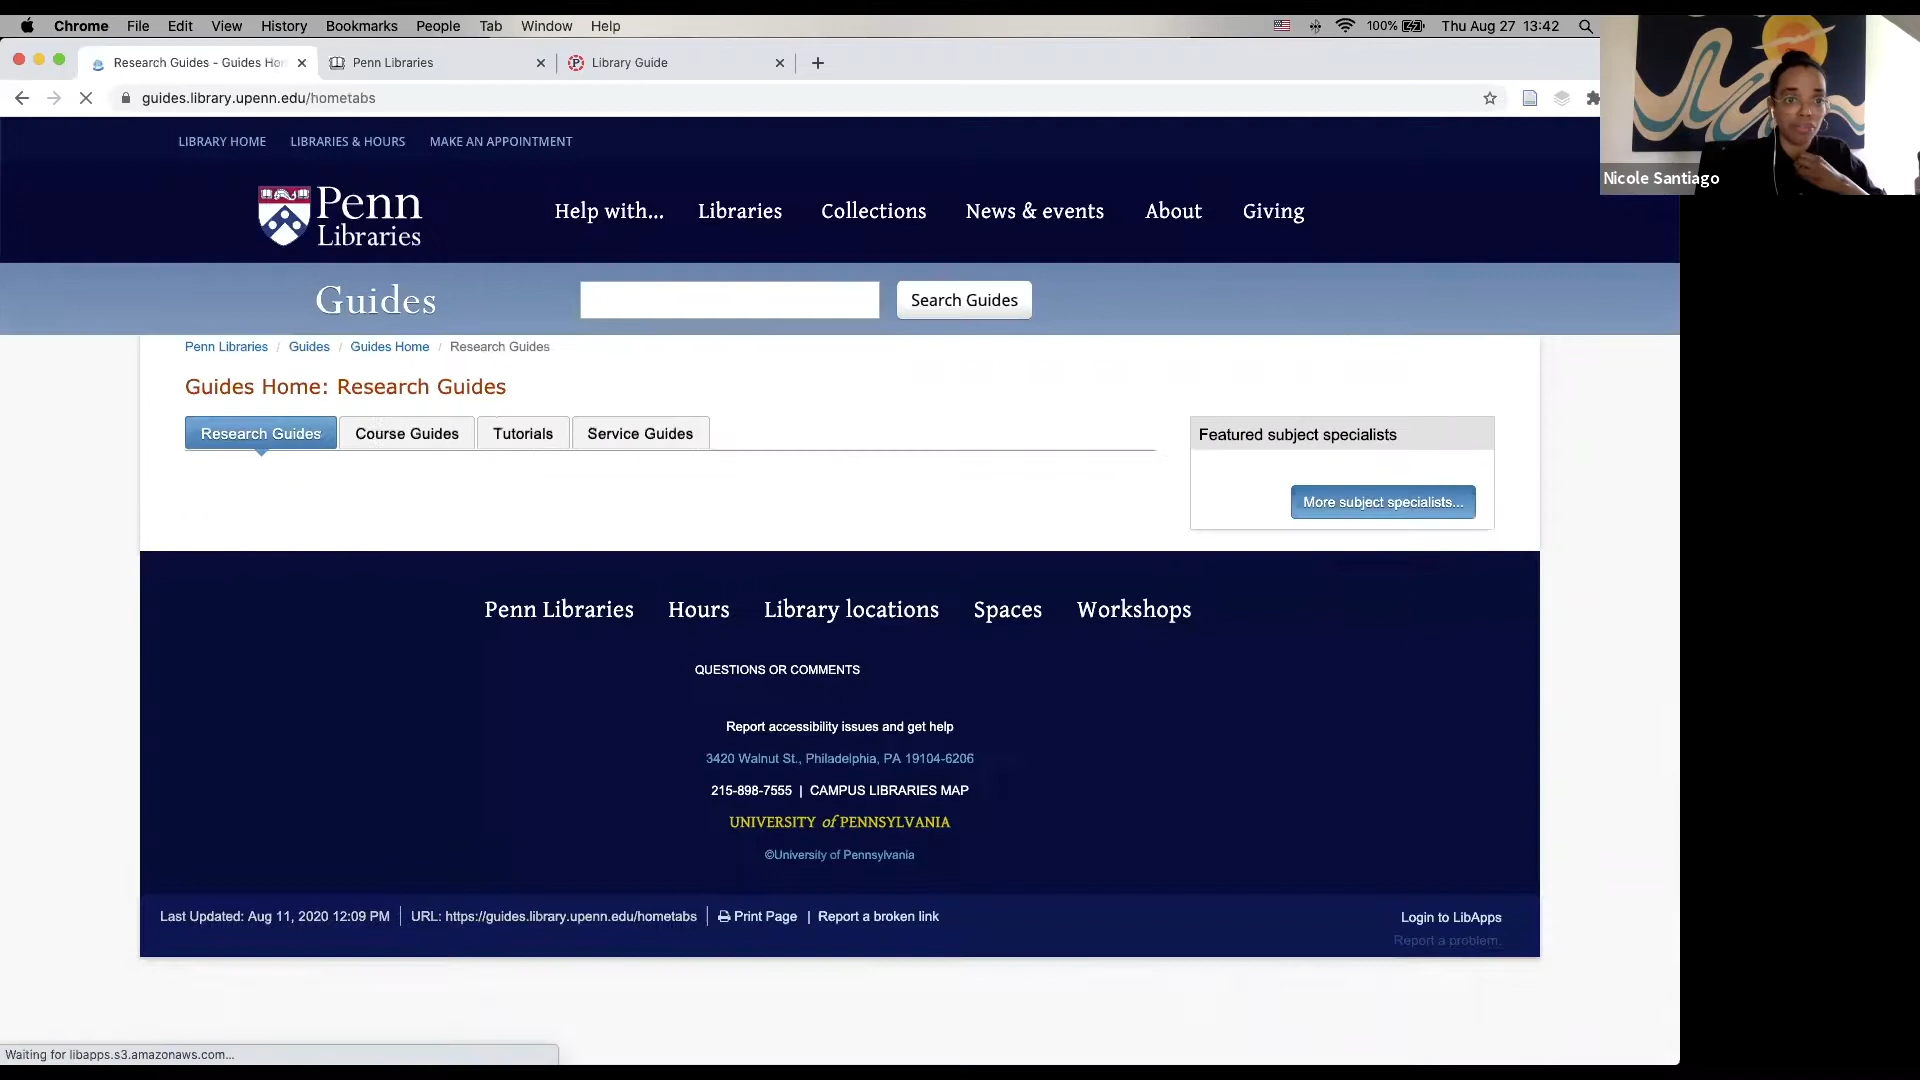 Chrome File Edit View History Bookmarks People Tab Window Help 100% Thu Aug 27 13:42
Research Guides - Guides Hom
Penn Libraries
Library Guide
guides.library.upenn.edu/hometabs
Nicole Santiago
LIBRARY HOME LIBRARIES & HOURS MAKE AN APPOINTMENT
Penn Libraries
Help with... Libraries Collections News & events About Giving
Guides
Search Guides
Penn Libraries / Guides / Guides Home / Research Guides
Guides Home: Research Guides
Research Guides Course Guides Tutorials Service Guides
Featured subject specialists
More subject specialists...
Penn Libraries Hours Library locations Spaces Workshops
QUESTIONS OR COMMENTS
Report accessibility issues and get help
3420 Walnut St., Philadelphia, PA 19104-6206
215-898-7555 | CAMPUS LIBRARIES MAP
UNIVERSITY of PENNSYLVANIA
©University of Pennsylvania
Last Updated: Aug 11, 2020 12:09 PM URL: https://guides.library.upenn.edu/hometabs Print Page | Report a broken link
Login to LibApps
Report a problem.
Waiting for libapps.s3.amazonaws.com...